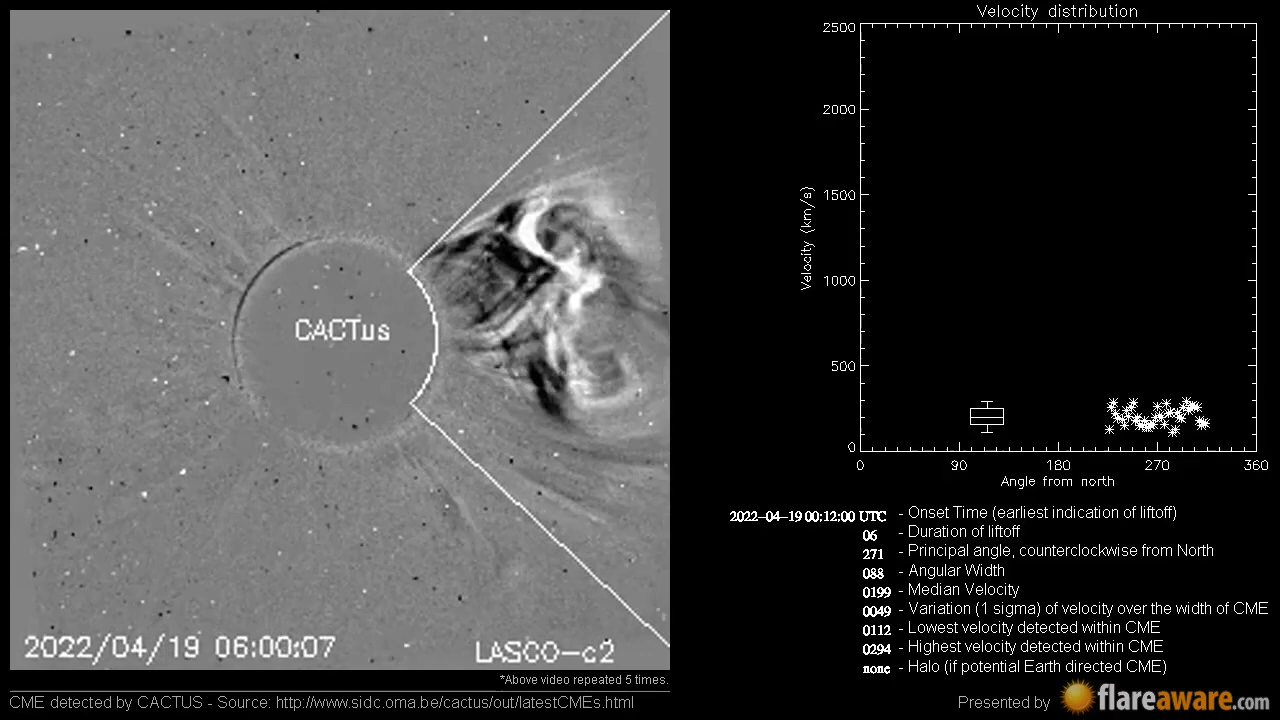 Velocity distribution
2500
2000
1500
1000
500
0
Velocity (km/s)
0 90 180 270 360
Angle from north
CACTus
2022/04/19 06:00:07
LASCO-c2
*Above video repeated 5 times.
CME detected by CACTUS - Source: http://www.sidc.oma.be/cactus/out/latestCMEs.html
2022-04-19 00:12:00 UTC - Onset Time (earliest indication of liftoff)
06 - Duration of liftoff
271 - Principal angle, counterclockwise from North
088 - Angular Width
0199 - Median Velocity
0049 - Variation (1 sigma) of velocity over the width of CME
0112 - Lowest velocity detected within CME
0294 - Highest velocity detected within CME
none - Halo (if potential Earth directed CME)
Presented by flareaware.com!